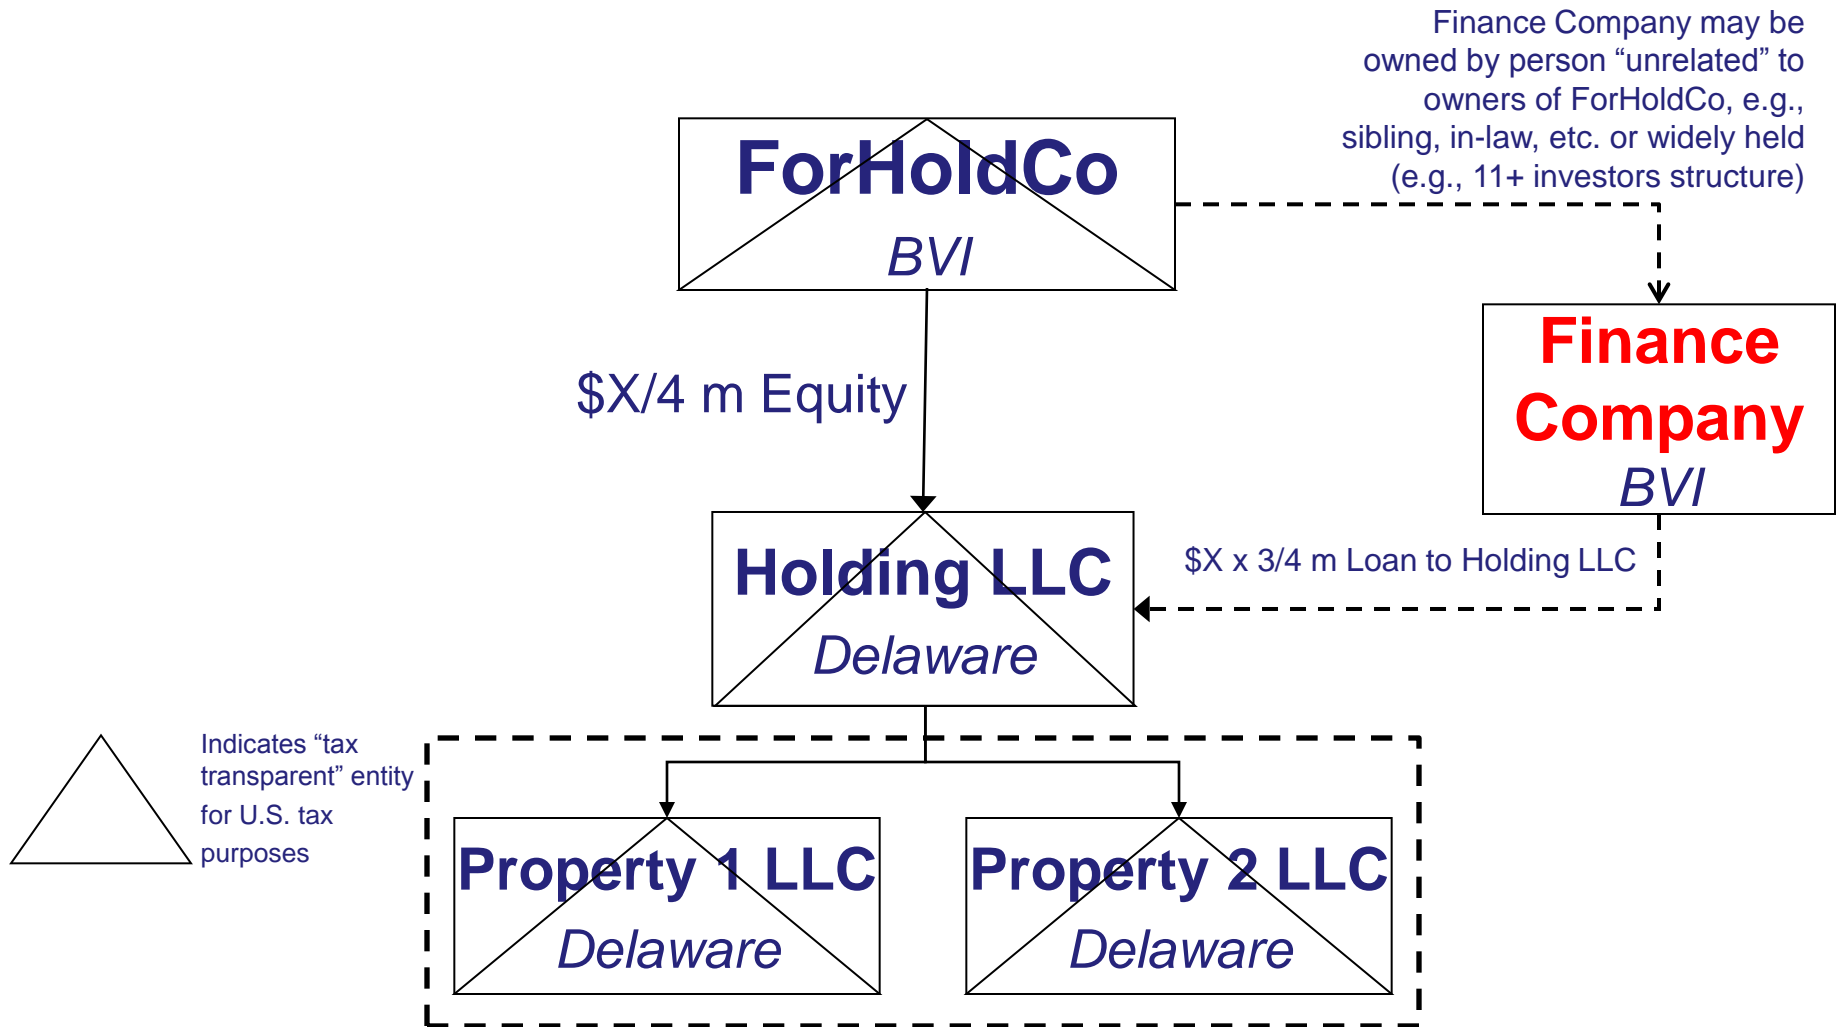 Finance Company may be
owned by person “unrelated” to
owners of ForHoldCo, e.g.,
sibling, in-law, etc. or widely held
(e.g., 11+ investors structure)
ForHoldCo
BVI
Finance
Company
BVI
$X/4 m Equity
Holding LLC
Delaware
$X x 3/4 m Loan to Holding LLC
Indicates “tax
transparent” entity
for U.S. tax
purposes
Property 1 LLC
Delaware
Property 2 LLC
Delaware